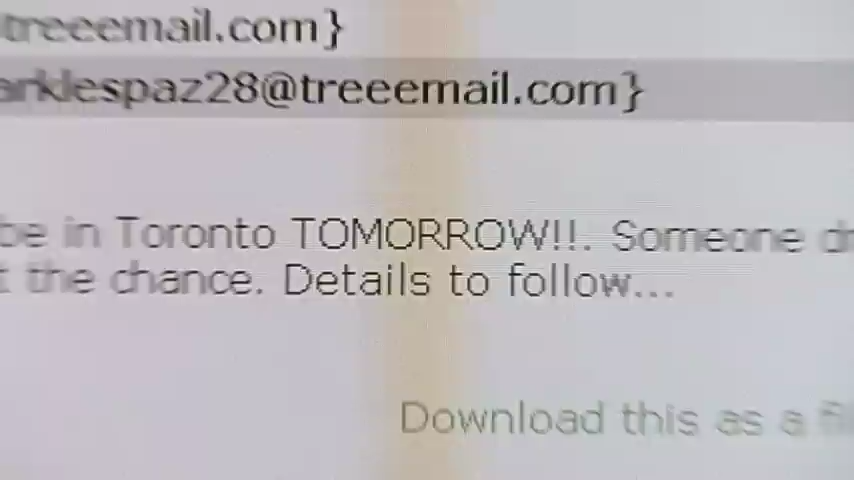 treeemail.com}
arklespaz28@treeemail.com}
be in Toronto TOMORROW!!. Someone
the chance. Details to follow...
Download this as a